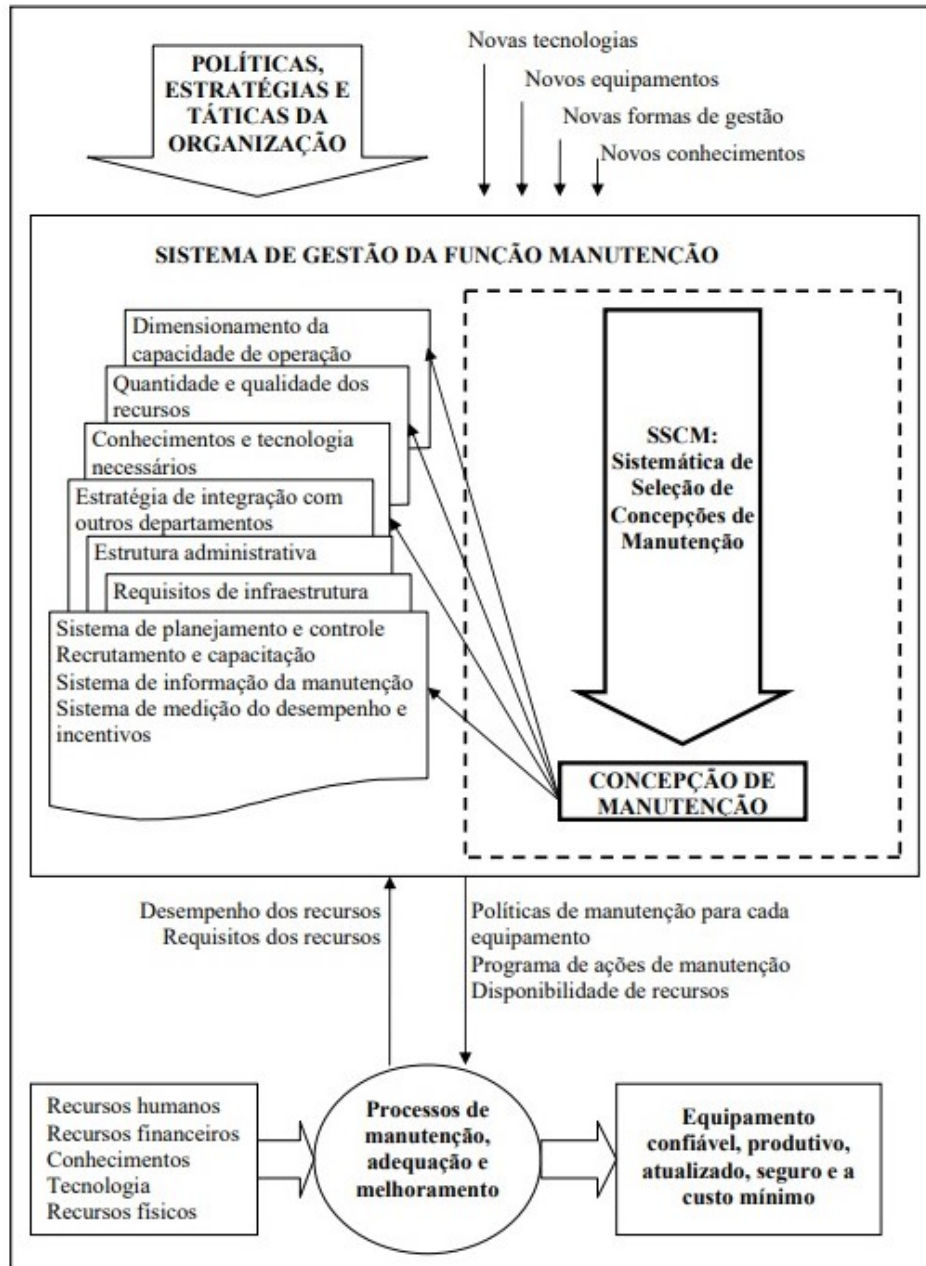 POLÍTICAS,
ESTRATÉGIAS E
TÁTICAS DA
ORGANIZAÇÃO
Novas tecnologias
Novos equipamentos
Novas formas de gestão
Novos conhecimentos
SISTEMA DE GESTÃO DA FUNÇÃO MANUTENÇÃO
Dimensionamento da
capacidade de operação
Quantidade e qualidade dos
recursos
Conhecimentos e tecnologia
necessários
Estratégia de integração com
outros departamentos
Estrutura administrativa
Requisitos de infraestrutura
Sistema de planejamento e controle
Recrutamento e capacitação
Sistema de informação da manutenção
Sistema de medição do desempenho e
incentivos
SSCM:
Sistemática de
Seleção de
Concepções de
Manutenção
CONCEPÇÃO DE
MANUTENÇÃO
Desempenho dos recursos
Requisitos dos recursos
Políticas de manutenção para cada
equipamento
Programa de ações de manutenção
Disponibilidade de recursos
Recursos humanos
Recursos financeiros
Conhecimentos
Tecnologia
Recursos físicos
Processos de
manutenção,
adequação e
melhoramento
Equipamento
confiável, produtivo,
atualizado, seguro e a
custo mínimo